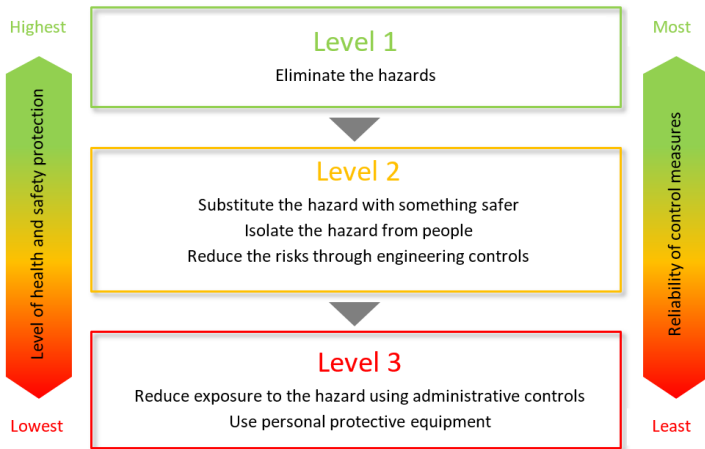 Highest
Level 1
Most
Eliminate the hazards
Level of health and safety protection
Reliability of control measures
Level 2
Substitute the hazard with something safer
Isolate the hazard from people
Reduce the risks through engineering controls
Level 3
Reduce exposure to the hazard using administrative controls
Use personal protective equipment
Lowest
Least